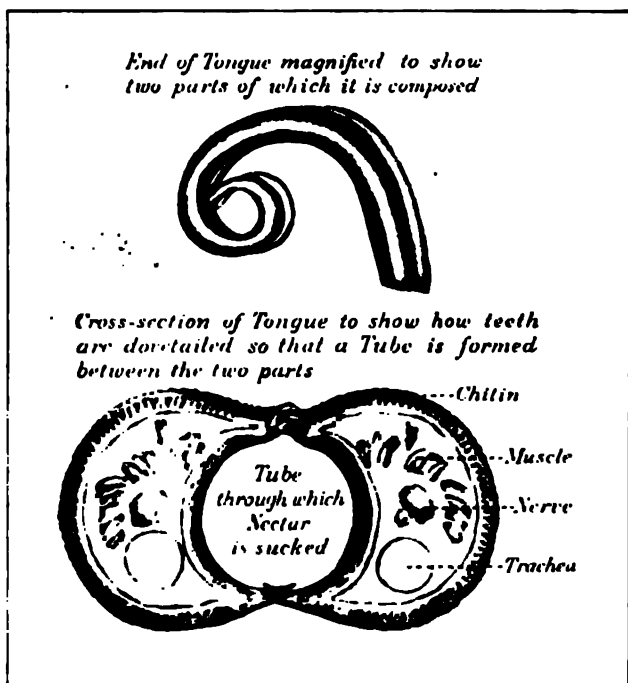 End of Tongue magnified to show
two parts of which it is composed
Cross-section of Tongue to show how teeth
are dovetailed so that a Tube is formed
between the two parts
Chitin
Muscle
Tube
through which
Nectar
is sucked
Nerve
Trachea